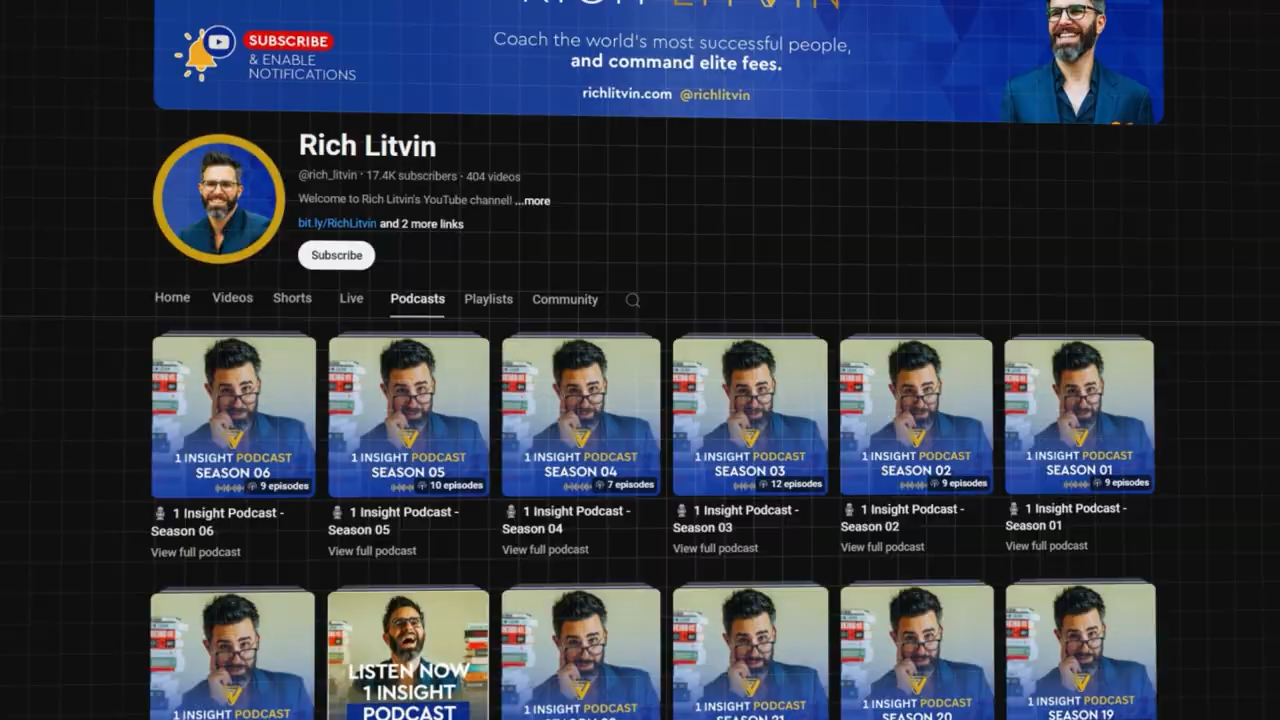 RICH LITVIN
SUBSCRIBE
& ENABLE
NOTIFICATIONS
Coach the world's most successful people,
and command elite fees.
richlitvin.com @richlitvin
Rich Litvin
@rich_litvin · 17.4K subscribers · 404 videos
Welcome to Rich Litvin's YouTube channel! ...more
bit.ly/RichLitvin and 2 more links
Subscribe
Home Videos Shorts Live Podcasts Playlists Community
1 INSIGHT PODCAST
SEASON 06
9 episodes
1 INSIGHT PODCAST
SEASON 05
10 episodes
1 INSIGHT PODCAST
SEASON 04
7 episodes
1 INSIGHT PODCAST
SEASON 03
12 episodes
1 INSIGHT PODCAST
SEASON 02
9 episodes
1 INSIGHT PODCAST
SEASON 01
9 episodes
1 Insight Podcast -
Season 06
View full podcast
1 Insight Podcast -
Season 05
View full podcast
1 Insight Podcast -
Season 04
View full podcast
1 Insight Podcast -
Season 03
View full podcast
1 Insight Podcast -
Season 02
View full podcast
1 Insight Podcast -
Season 01
View full podcast
1 INSIGHT PODCAST
LISTEN NOW
1 INSIGHT
PODCAST
1 INSIGHT PODCAST
1 INSIGHT PODCAST
SEASON 21
1 INSIGHT PODCAST
SEASON 20
1 INSIGHT PODCAST
SEASON 19